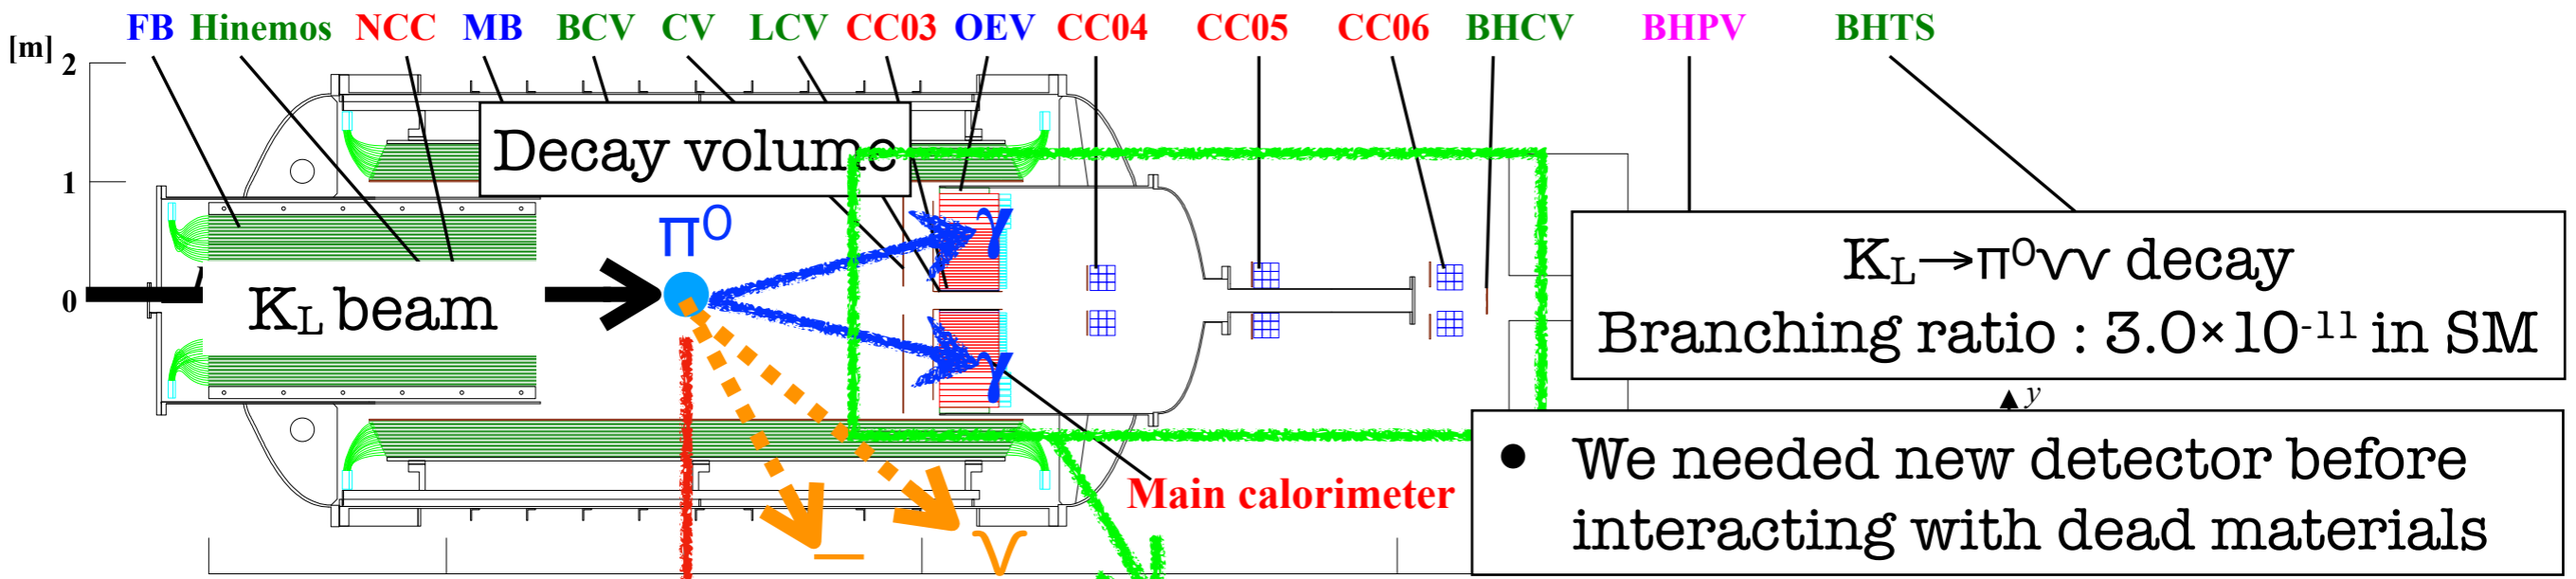 FB Hinemos NCC MB BCV CV LCV CC03 OEV CC04 CC05 CC06 BHCV BHPV BHTS
[m]
2
1
0
Decay volume
π⁰
γ
γ
K_L beam
K_L→π⁰νν decay
Branching ratio : 3.0×10⁻¹¹ in SM
y
Main calorimeter
ν
• We needed new detector before
interacting with dead materials